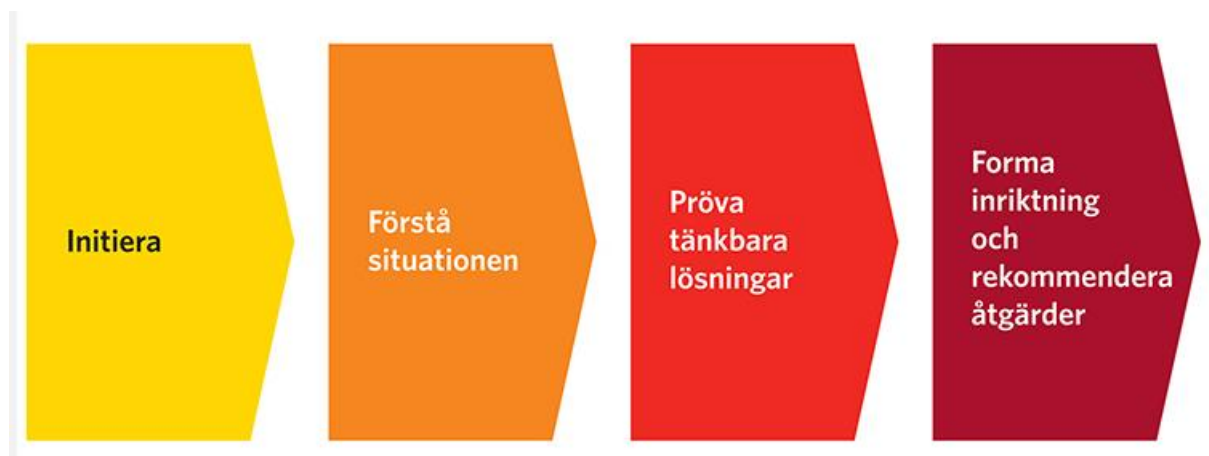 Initiera
Förstå
situationen
Pröva
tänkbara
lösningar
Forma
inriktning
och
rekommendera
åtgärder